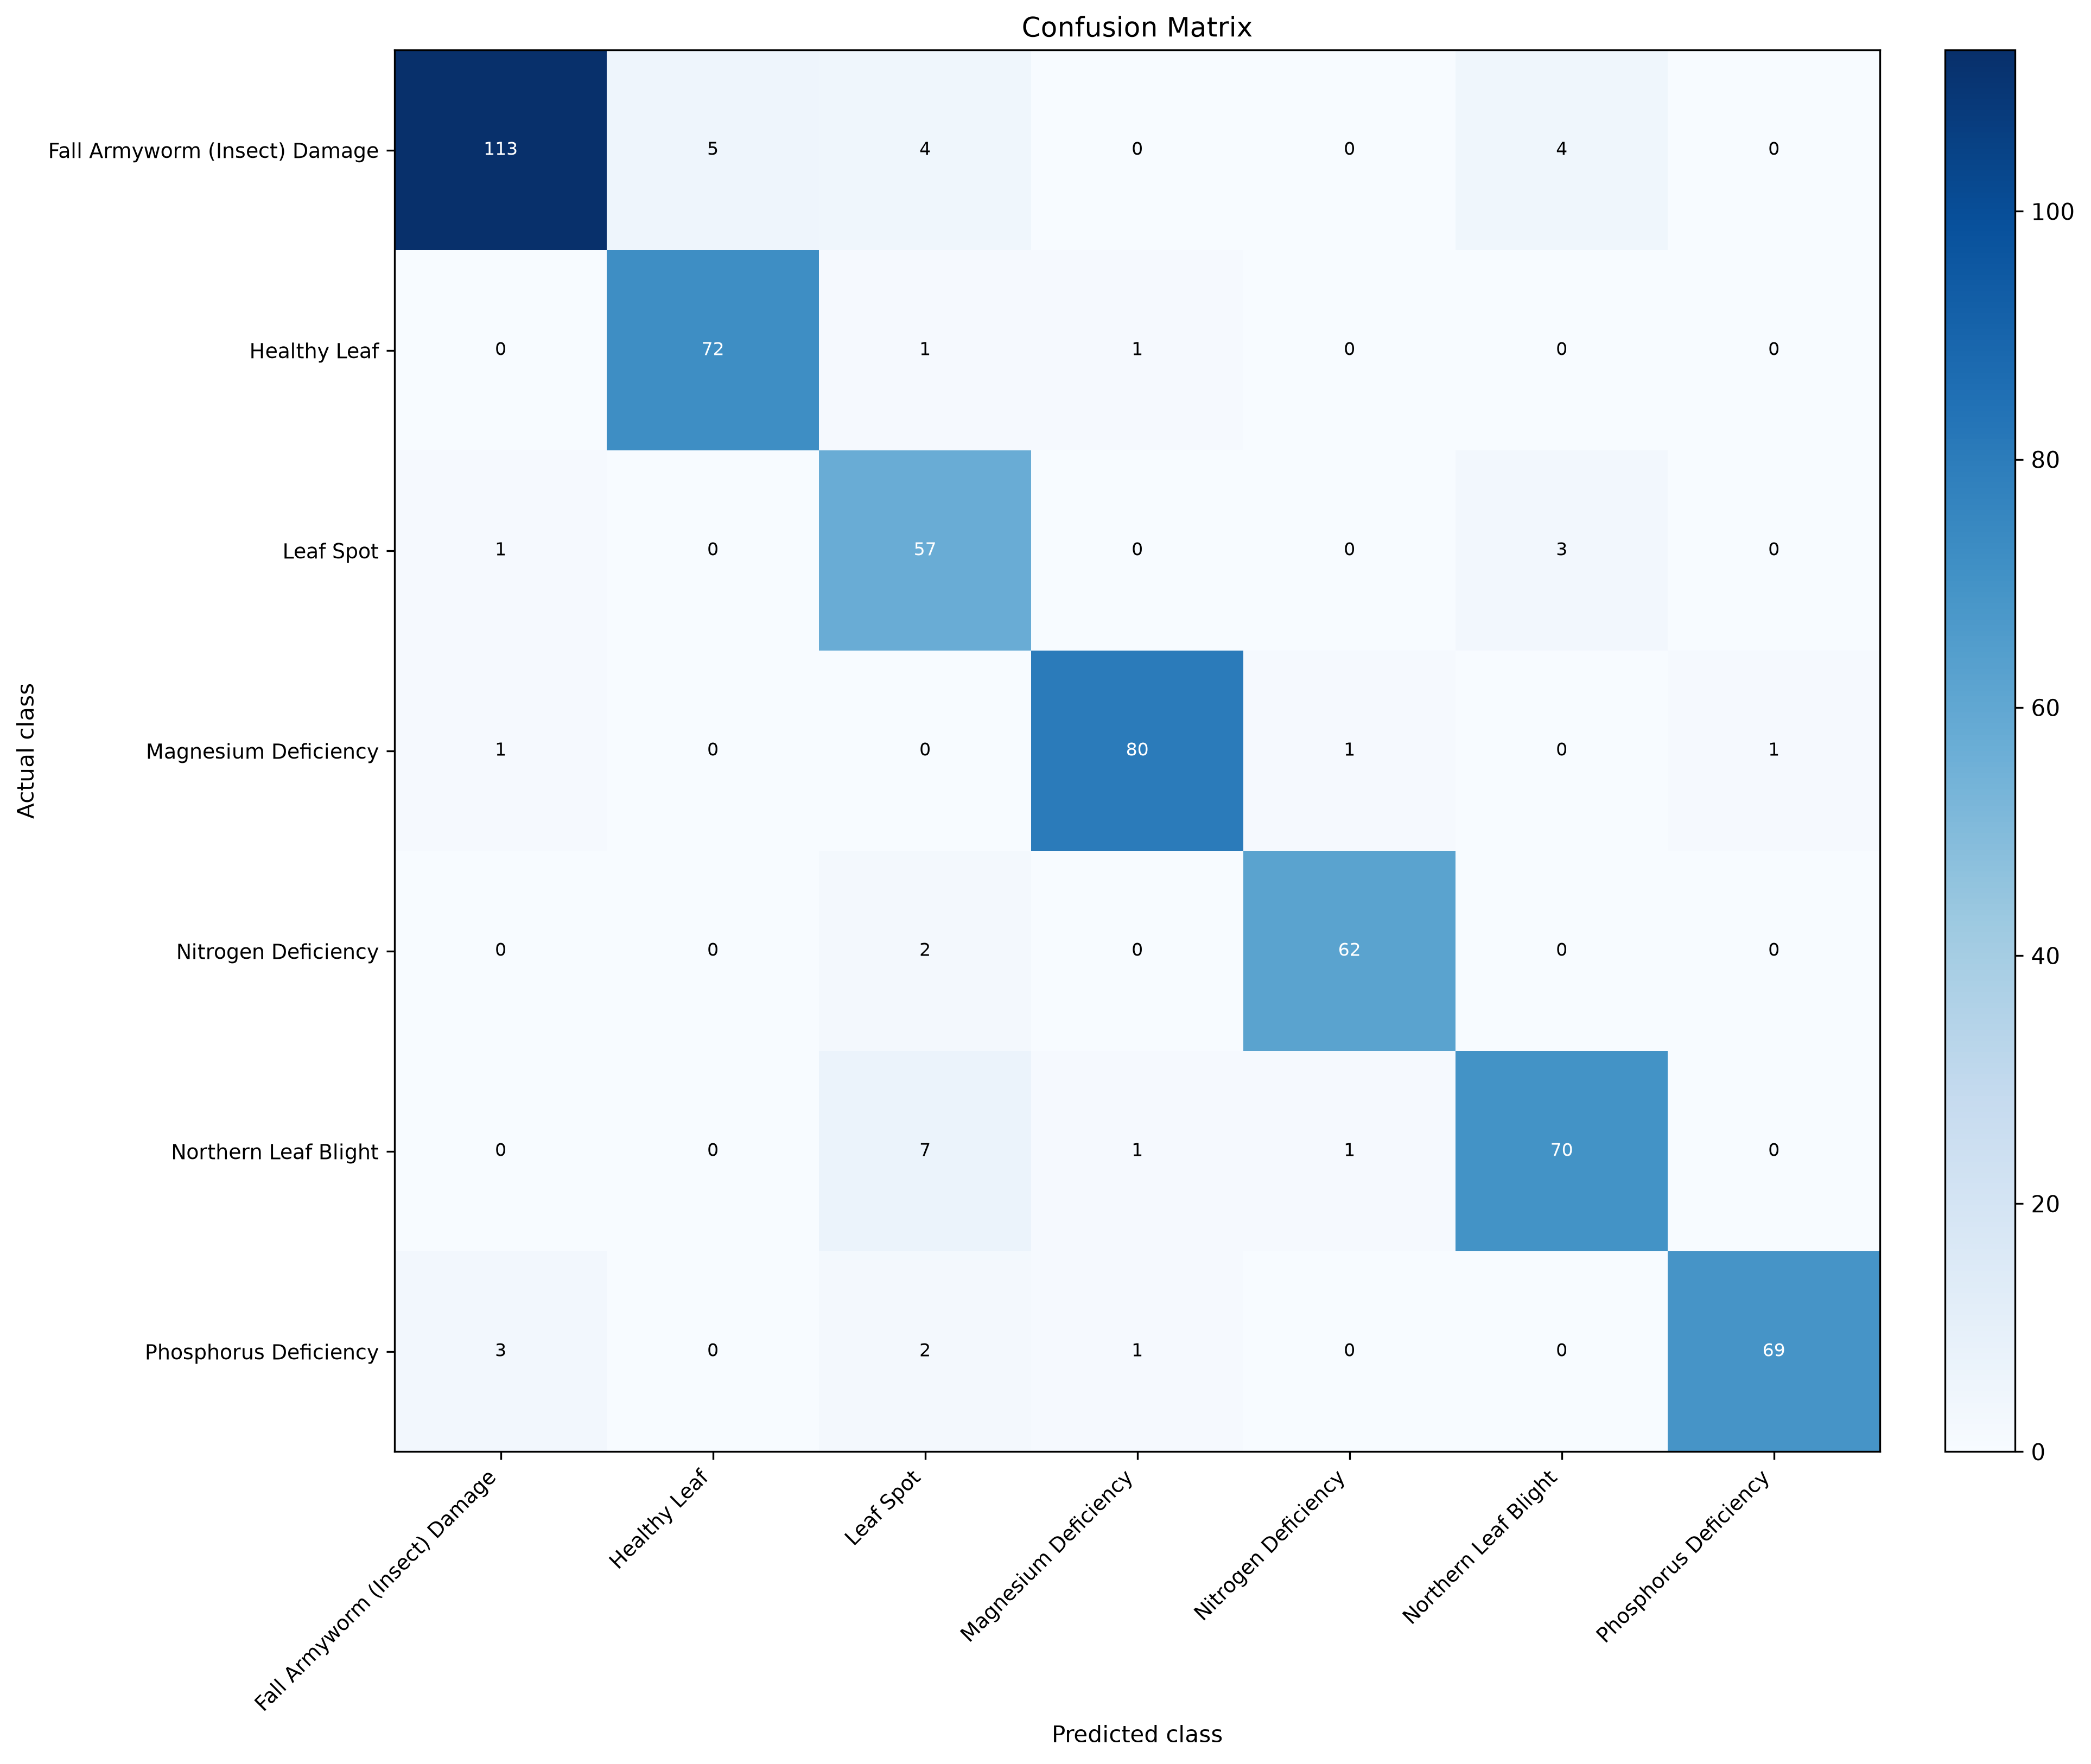 Confusion Matrix
Fall Armyworm (Insect) Damage 113 5 4 0 0 4 0
Healthy Leaf 0 72 1 1 0 0 0
Leaf Spot 1 0 57 0 0 3 0
Magnesium Deficiency 1 0 0 80 1 0 1
Nitrogen Deficiency 0 0 2 0 62 0 0
Northern Leaf Blight 0 0 7 1 1 70 0
Phosphorus Deficiency 3 0 2 1 0 0 69
Actual class
Fall Armyworm (Insect) Damage
Healthy Leaf
Leaf Spot
Magnesium Deficiency
Nitrogen Deficiency
Northern Leaf Blight
Phosphorus Deficiency
Predicted class
100
80
60
40
20
0